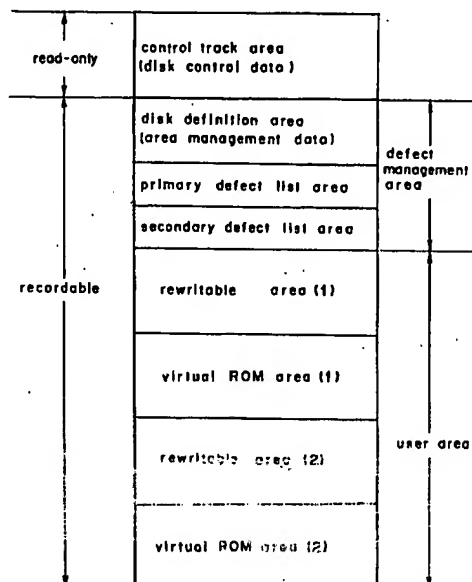 read-only
control track area
(disk control data)
disk definition area
(area management data)
defect
management
area
primary defect list area
secondary defect list area
recordable
rewritable area (1)
virtual ROM area (1)
rewritable area (2)
user area
virtual ROM area (2)